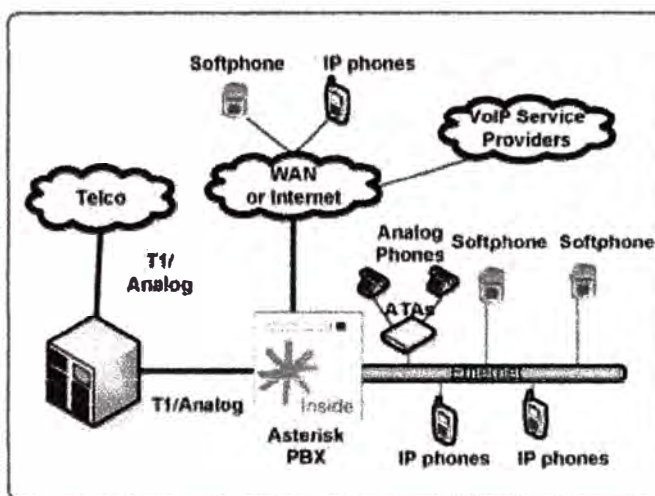 Softphone
IP phones
VoIP Service
Providers
WAN
or Internet
Telco
T1/
Analog
Analog
Phones
Softphone
Softphone
ATAs
Ethernet
T1/Analog
Inside
Asterisk
PBX
IP phones
IP phones